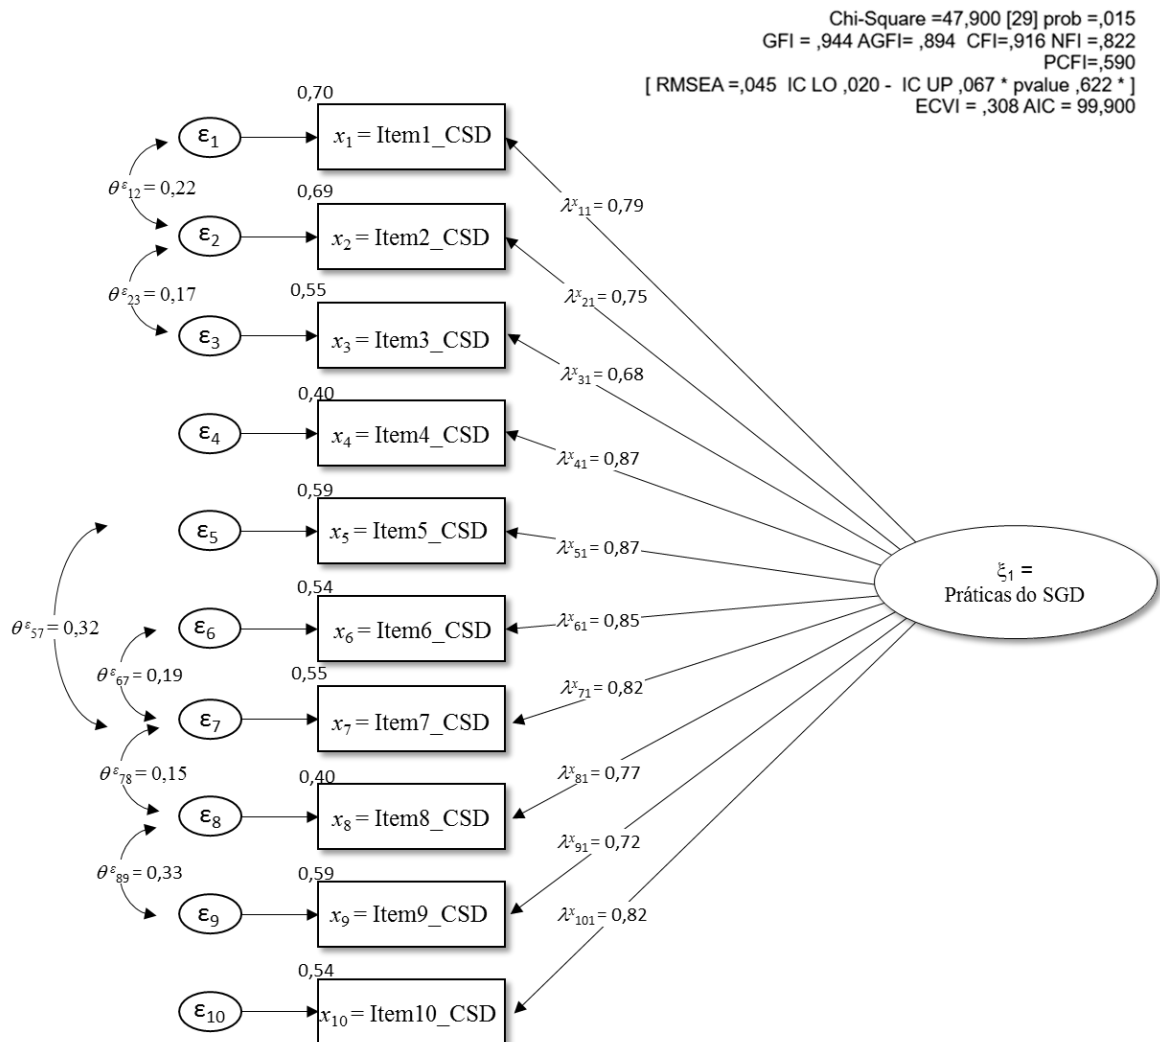 Chi-Square =47,900 [29] prob =,015
GFI = ,944 AGFI= ,894 CFI=,916 NFI =,822
PCFI=,590
[ RMSEA =,045 IC LO ,020 - IC UP ,067 * pvalue ,622 * ]
ECVI = ,308 AIC = 99,900
0,70
ε1
x1 = Item1_CSD
θε12 = 0,22
0,69
λx11= 0,79
ε2
x2 = Item2_CSD
θε23 = 0,17
0,55
λx21= 0,75
ε3
x3 = Item3_CSD
λx31= 0,68
0,40
ε4
x4 = Item4_CSD
λx41= 0,87
0,59
ε5
x5 = Item5_CSD
λx51= 0,87
ξ1 =
Práticas do SGD
0,54
θε57 = 0,32
ε6
x6 = Item6_CSD
λx61= 0,85
θε67 = 0,19
0,55
λx71= 0,82
ε7
x7 = Item7_CSD
θε78 = 0,15
0,40
λx81= 0,77
ε8
x8 = Item8_CSD
θε89 = 0,33
0,59
λx91= 0,72
ε9
x9 = Item9_CSD
λx101= 0,82
0,54
ε10
x10 = Item10_CSD